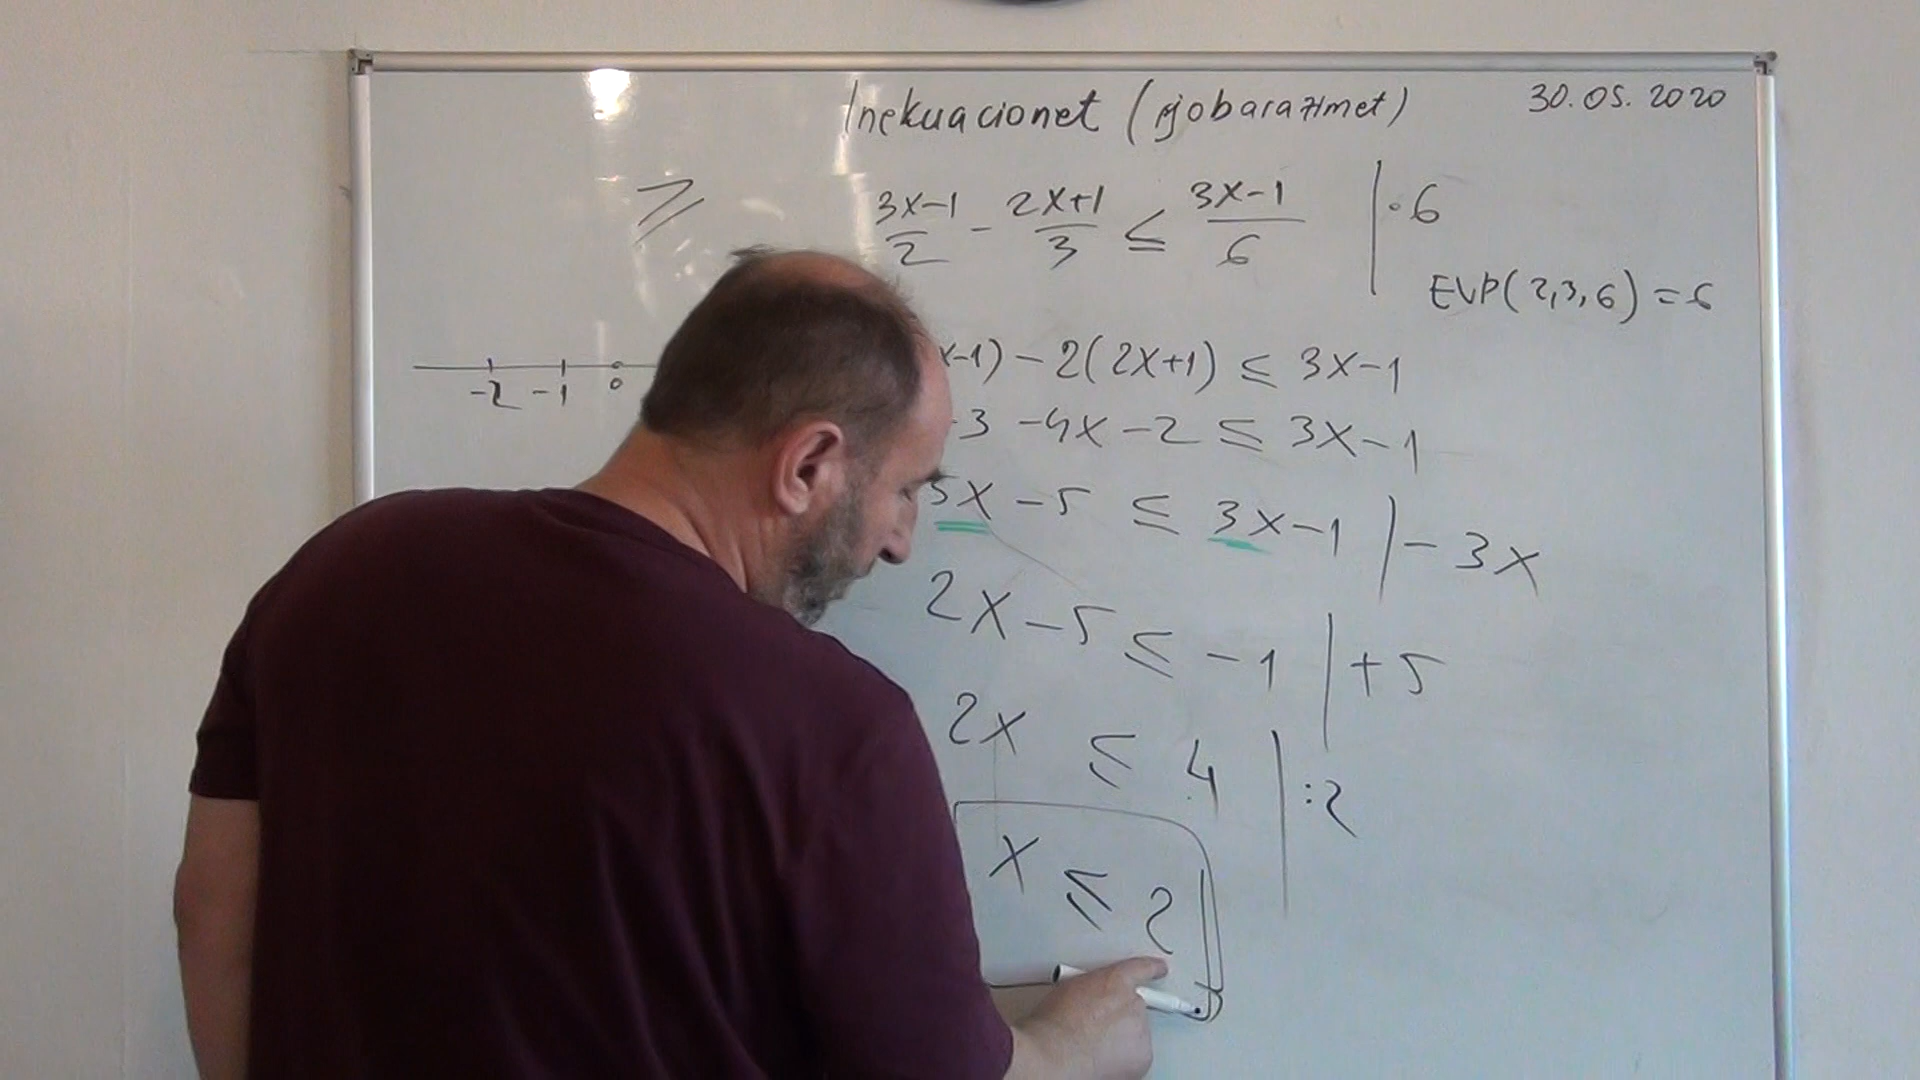 Inekuacionet (jobarazimet) 30.05.2020
≥
3x-1/2 - 2x+1/3 ≤ 3x-1/6 | ·6
EVP(2,3,6) = 6
x-1) - 2(2x+1) ≤ 3x-1
-2 -1 0
-3 -4x -2 ≤ 3x-1
5x - 5 ≤ 3x-1 | -3x
2x - 5 ≤ -1 | +5
2x ≤ 4 | :2
x ≤ 2